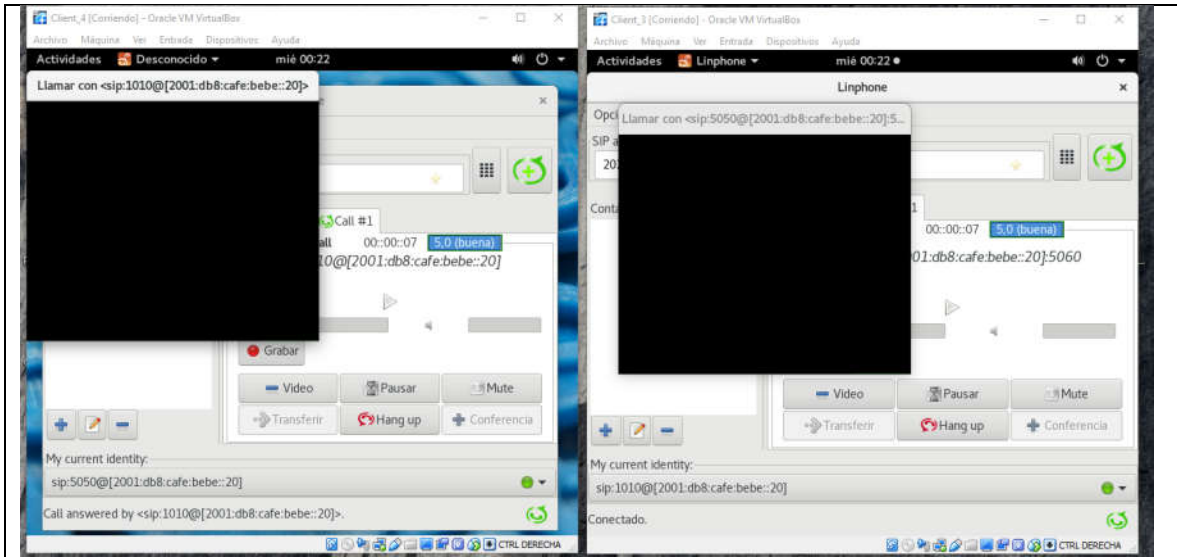 Client_4 [Corriendo] - Oracle VM VirtualBox
Archivo Máquina Ver Entrada Dispositivos Ayuda
Actividades Desconocido mié 00:22
Llamar con <sip:1010@[2001:db8:cafe:bebe::20]>
Call #1
all 00::00::07 5,0 (buena)
10@[2001:db8:cafe:bebe::20]
Grabar
Video Pausar Mute
Transferir Hang up Conferencia
My current identity:
sip:5050@[2001:db8:cafe:bebe::20]
Call answered by <sip:1010@[2001:db8:cafe:bebe::20]>.
CTRL DERECHA
Client_3 [Corriendo] - Oracle VM VirtualBox
Archivo Máquina Ver Entrada Dispositivos Ayuda
Actividades Linphone mié 00:22
Linphone
Opci
Llamar con <sip:5050@[2001:db8:cafe:bebe::20]:5...
SIP a
20
Conta
1
00::00::07 5,0 (buena)
01:db8:cafe:bebe::20]:5060
Video Pausar Mute
Transferir Hang up Conferencia
My current identity:
sip:1010@[2001:db8:cafe:bebe::20]
Conectado.
CTRL DERECHA